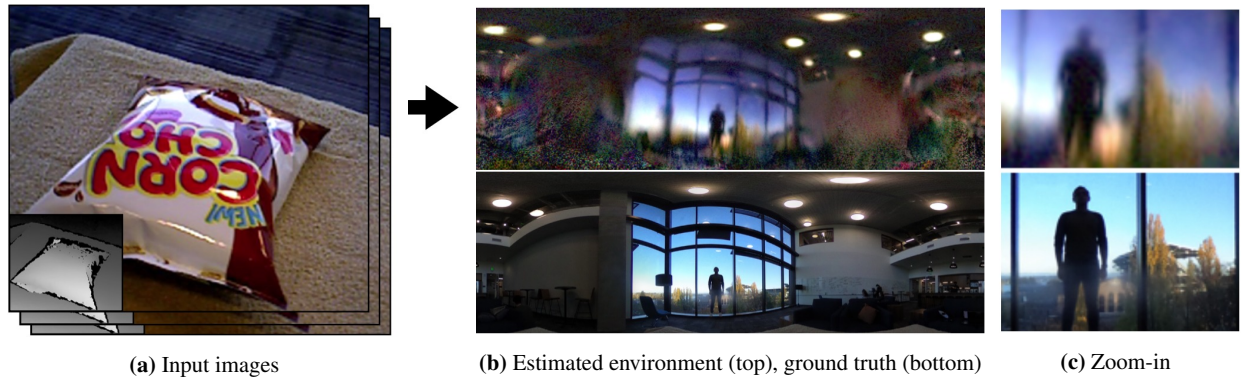 NEW!
CORN
CHO
(a) Input images
(b) Estimated environment (top), ground truth (bottom)
(c) Zoom-in